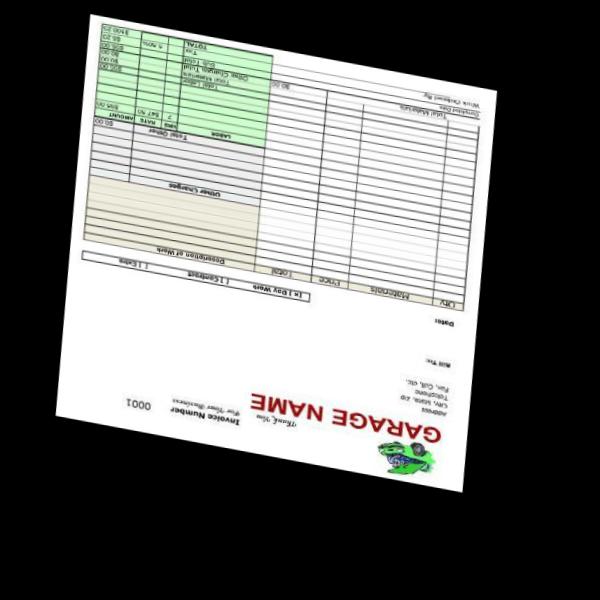 GARAGE NAME
Thank You
For Your Business
Invoice Number
0001
Address
City, State, Zip
Telephone
Fax, Cell, etc.
Bill To:
Date:
[x] Day Work [ ] Contract [ ] Extra
Qty Materials Price Total Description of Work
Other Charges
Total Other $0.00
LABOR HRS RATE AMOUNT
Total Labor
Total Materials
Other Charges Total
Sub Total
Tax
TOTAL
Total Materials $0.00
Completed Date
Work Ordered By